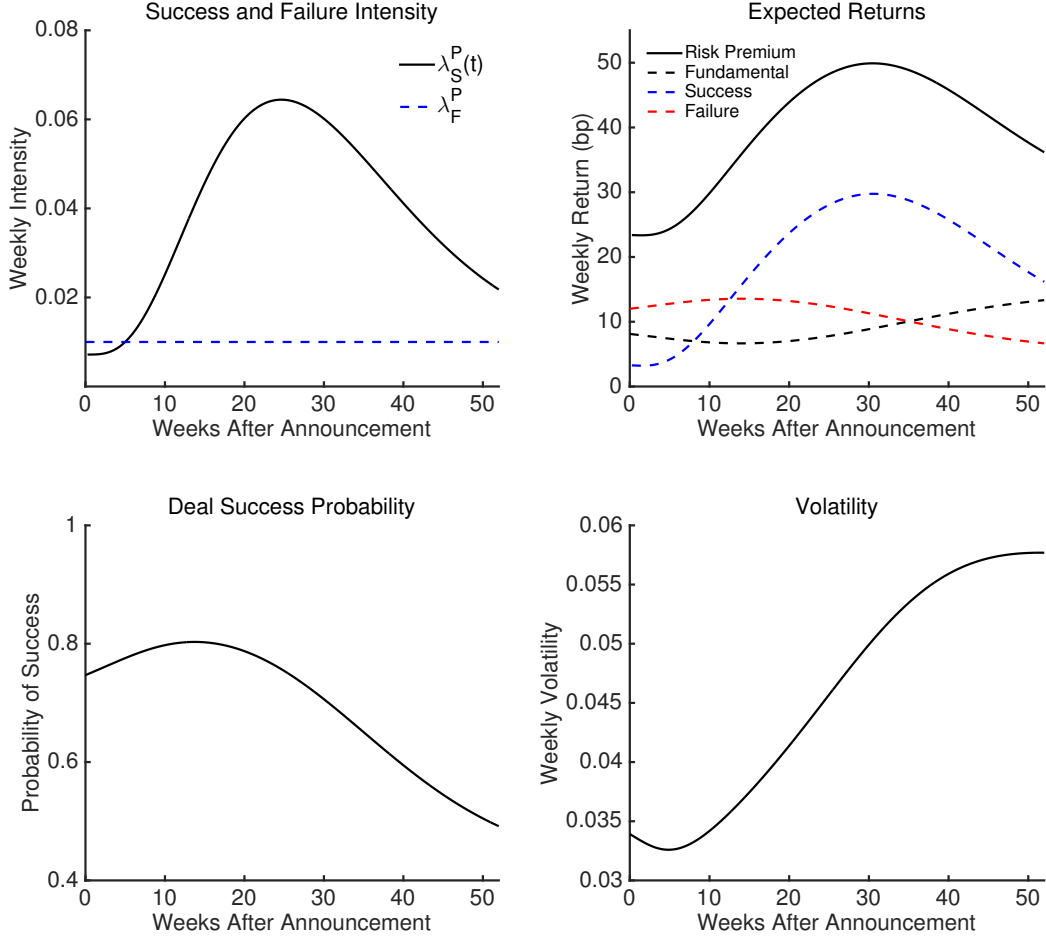 Success and Failure Intensity
0.08
0.06
0.04
0.02
Weekly Intensity
λ_S^P(t)
λ_F^P
0 10 20 30 40 50
Weeks After Announcement
Expected Returns
50
40
30
20
10
0
Weekly Return (bp)
Risk Premium
Fundamental
Success
Failure
0 10 20 30 40 50
Weeks After Announcement
Deal Success Probability
1
0.8
0.6
0.4
Probability of Success
0 10 20 30 40 50
Weeks After Announcement
Volatility
0.06
0.055
0.05
0.045
0.04
0.035
0.03
Weekly Volatility
0 10 20 30 40 50
Weeks After Announcement